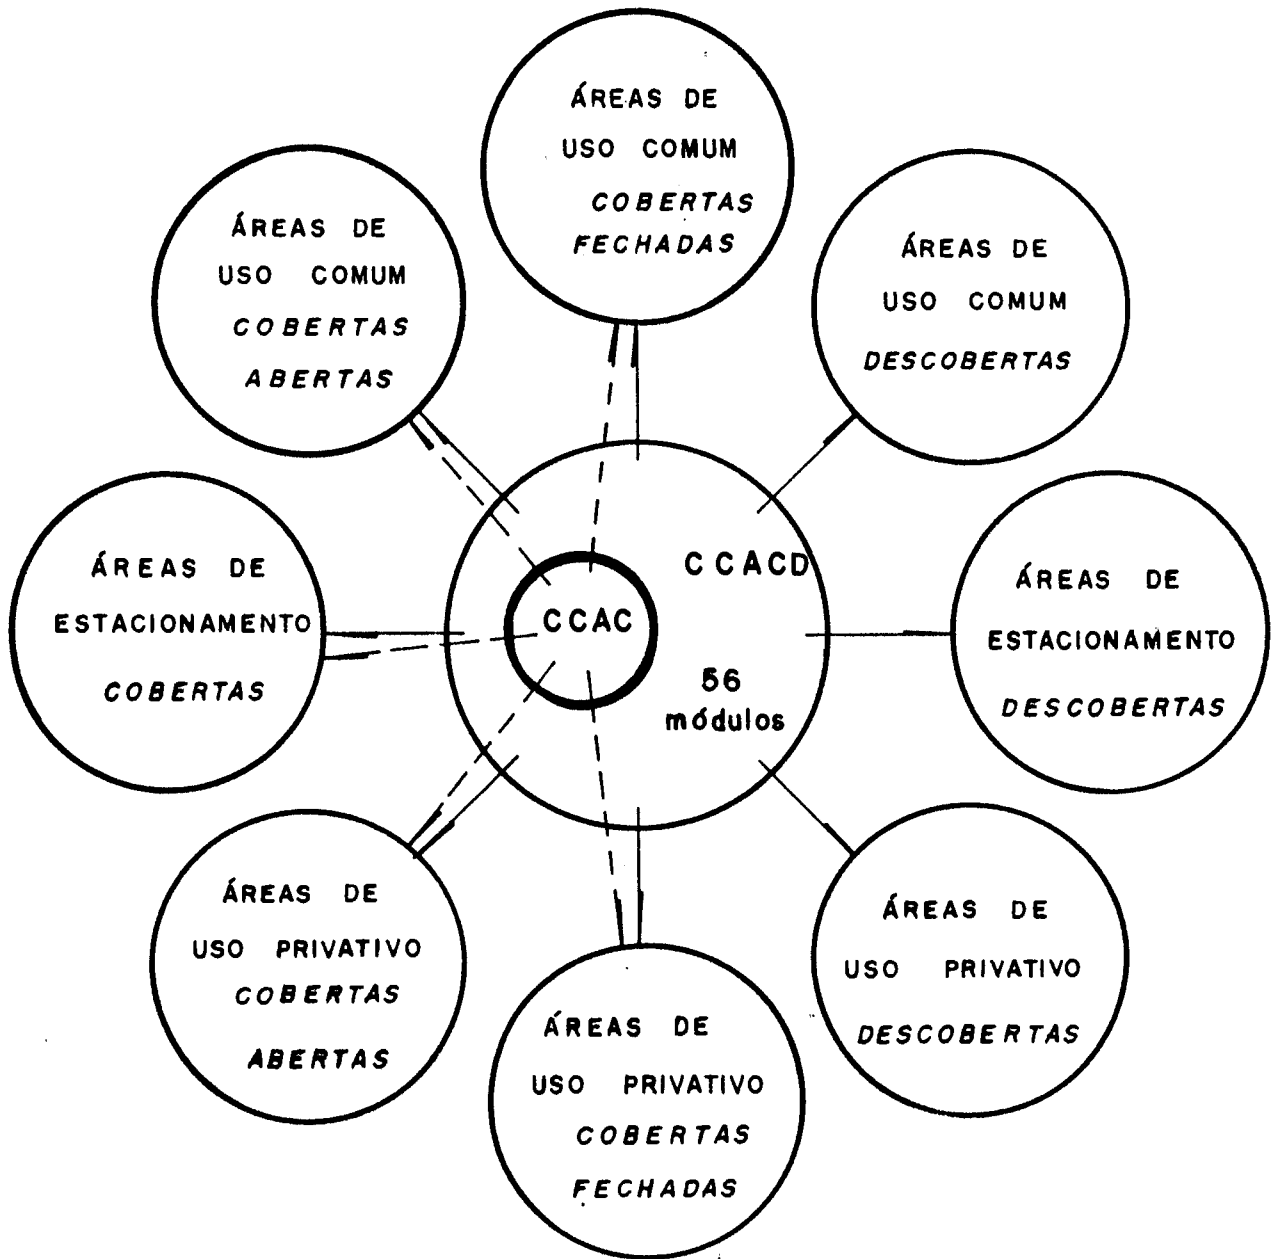 ÁREAS DE
USO COMUM
COBERTAS
FECHADAS
ÁREAS DE
USO COMUM
COBERTAS
ABERTAS
ÁREAS DE
USO COMUM
DESCOBERTAS
ÁREAS DE
ESTACIONAMENTO
COBERTAS
CCAC
CCACD
56
módulos
ÁREAS DE
ESTACIONAMENTO
DESCOBERTAS
ÁREAS DE
USO PRIVATIVO
COBERTAS
ABERTAS
ÁREAS DE
USO PRIVATIVO
COBERTAS
FECHADAS
ÁREAS DE
USO PRIVATIVO
DESCOBERTAS